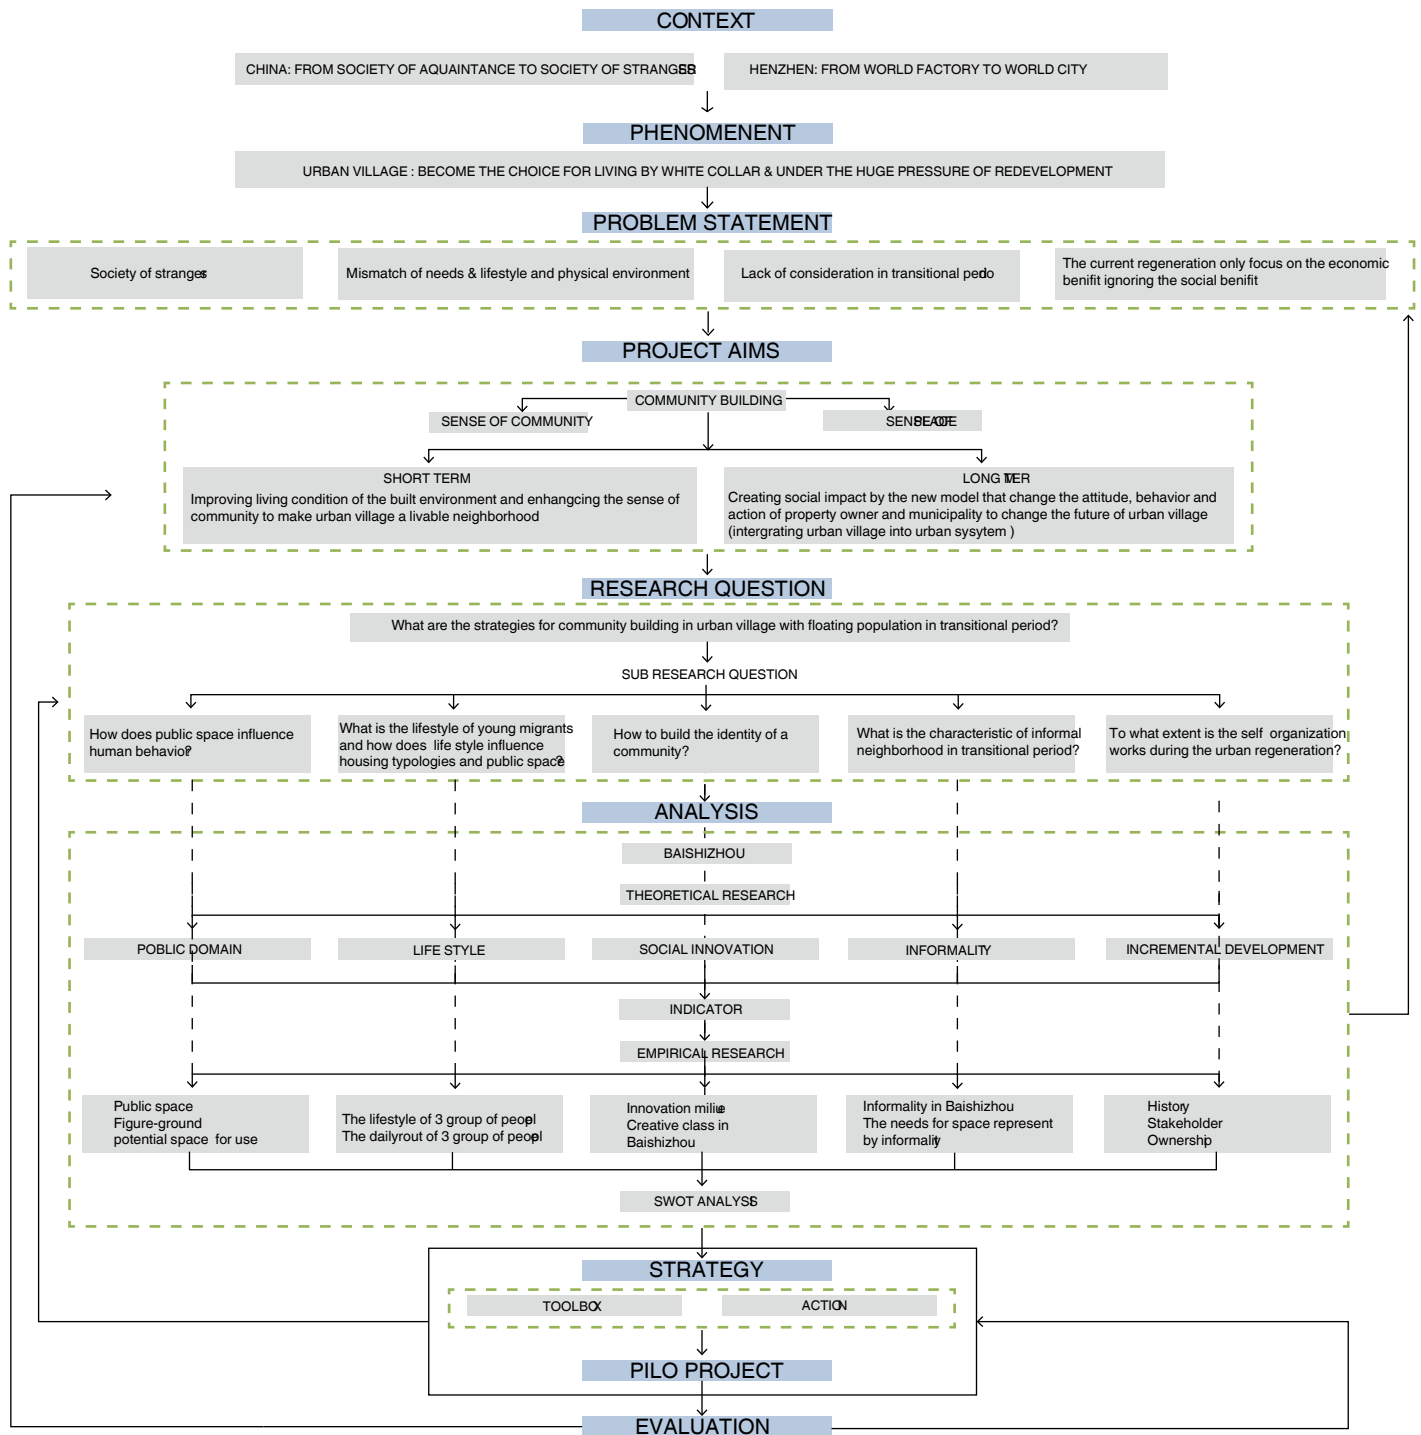 CONTEXT
CHINA: FROM SOCIETY OF AQUAINTANCE TO SOCIETY OF STRANGERS
HENZHEN: FROM WORLD FACTORY TO WORLD CITY
PHENOMENENT
URBAN VILLAGE : BECOME THE CHOICE FOR LIVING BY WHITE COLLAR & UNDER THE HUGE PRESSURE OF REDEVELOPMENT
PROBLEM STATEMENT
Society of strangers
Mismatch of needs & lifestyle and physical environment
Lack of consideration in transitional period
The current regeneration only focus on the economic
benifit ignoring the social benifit
PROJECT AIMS
COMMUNITY BUILDING
SENSE OF COMMUNITY
SENSE OF PLACE
SHORT TERM
Improving living condition of the built environment and enhangcing the sense of
community to make urban village a livable neighborhood
LONG TERM
Creating social impact by the new model that change the attitude, behavior and
action of property owner and municipality to change the future of urban village
(intergrating urban village into urban sysytem )
RESEARCH QUESTION
What are the strategies for community building in urban village with floating population in transitional period?
SUB RESEARCH QUESTION
How does public space influence
human behavior?
What is the lifestyle of young migrants
and how does life style influence
housing typologies and public space?
How to build the identity of a
community?
What is the characteristic of informal
neighborhood in transitional period?
To what extent is the self organization
works during the urban regeneration?
ANALYSIS
BAISHIZHOU
THEORETICAL RESEARCH
POBLIC DOMAIN
LIFE STYLE
SOCIAL INNOVATION
INFORMALITY
INCREMENTAL DEVELOPMENT
INDICATOR
EMPIRICAL RESEARCH
Public space
Figure-ground
potential space for use
The lifestyle of 3 group of people
The dailyrout of 3 group of people
Innovation milieu
Creative class in
Baishizhou
Informality in Baishizhou
The needs for space represent
by informality
History
Stakeholder
Ownership
SWOT ANALYSIS
STRATEGY
TOOLBOX
ACTION
PILO PROJECT
EVALUATION